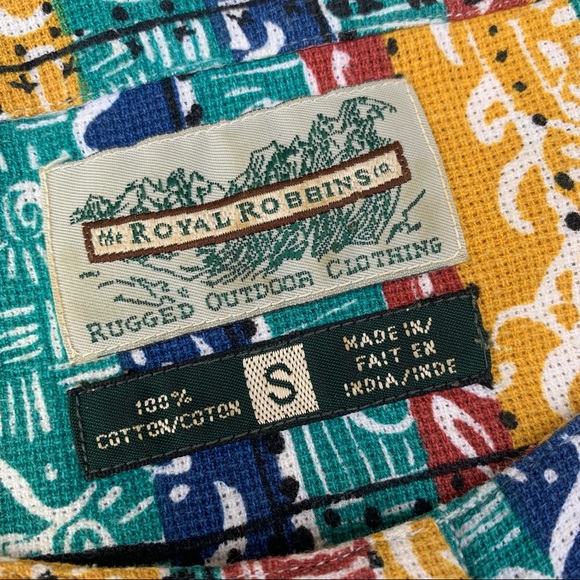 THE ROYAL ROBBINS CO.
RUGGED OUTDOOR CLOTHING
100%
COTTON/COTON
S
MADE IN/
FAIT EN
INDIA/INDE